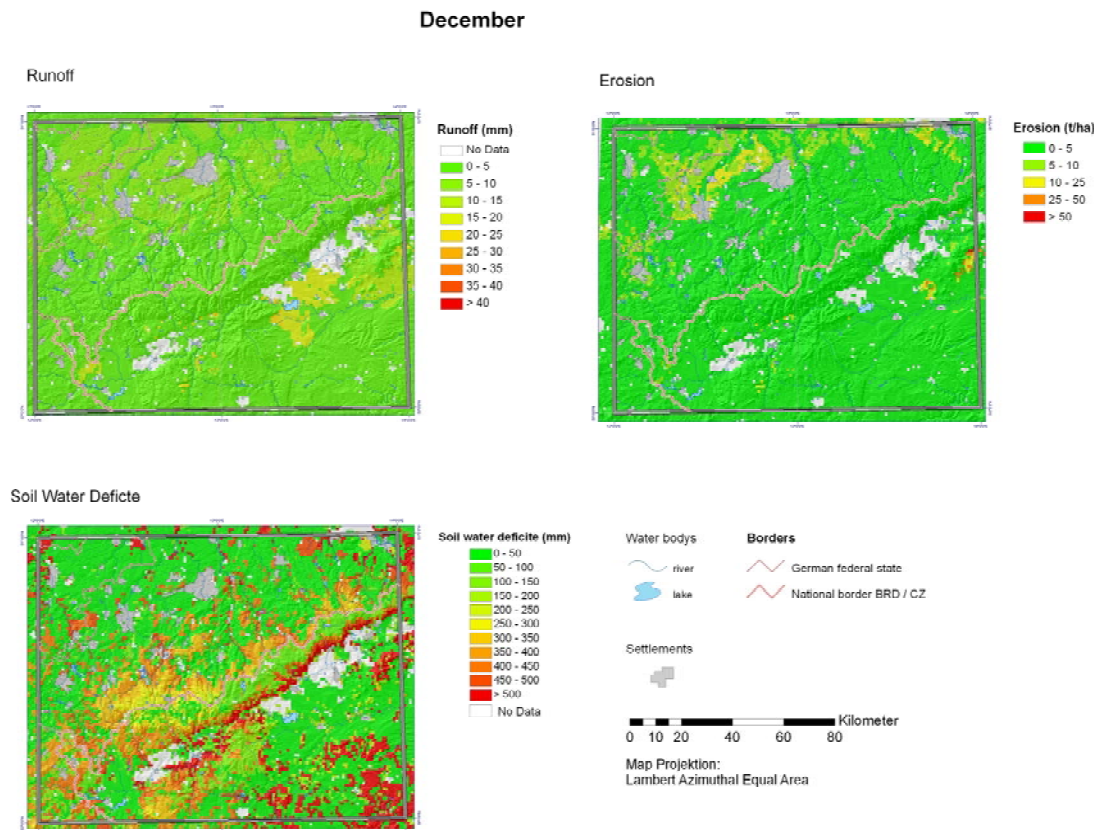 December
Runoff
Runoff (mm)
No Data
0 - 5
5 - 10
10 - 15
15 - 20
20 - 25
25 - 30
30 - 35
35 - 40
> 40
Erosion
Erosion (t/ha)
0 - 5
5 - 10
10 - 25
25 - 50
> 50
Soil Water Deficte
Soil water deficite (mm)
0 - 50
50 - 100
100 - 150
150 - 200
200 - 250
250 - 300
300 - 350
350 - 400
400 - 450
450 - 500
> 500
No Data
Water bodys
river
lake
Borders
German federal state
National border BRD / CZ
Settlements
Kilometer
0 10 20 40 60 80
Map Projektion:
Lambert Azimuthal Equal Area